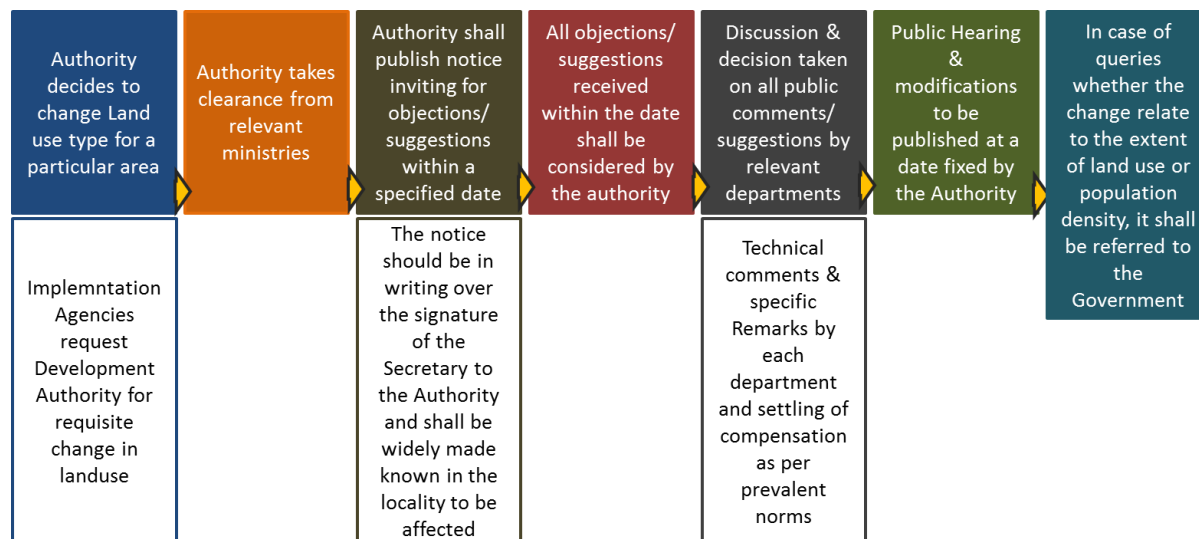 Authority
decides to
change Land
use type for a
particular area
Authority takes
clearance from
relevant
ministries
Authority shall
publish notice
inviting for
objections/
suggestions
within a
specified date
All objections/
suggestions
received
within the date
shall be
considered by
the authority
Discussion &
decision taken
on all public
comments/
suggestions by
relevant
departments
Public Hearing
&
modifications
to be
published at a
date fixed by
the Authority
In case of
queries
whether the
change relate
to the extent
of land use or
population
density, it shall
be referred to
the
Government
Implemntation
Agencies
request
Development
Authority for
requisite
change in
landuse
The notice
should be in
writing over
the signature
of the
Secretary to
the Authority
and shall be
widely made
known in the
locality to be
affected
Technical
comments &
specific
Remarks by
each
department
and settling of
compensation
as per
prevalent
norms